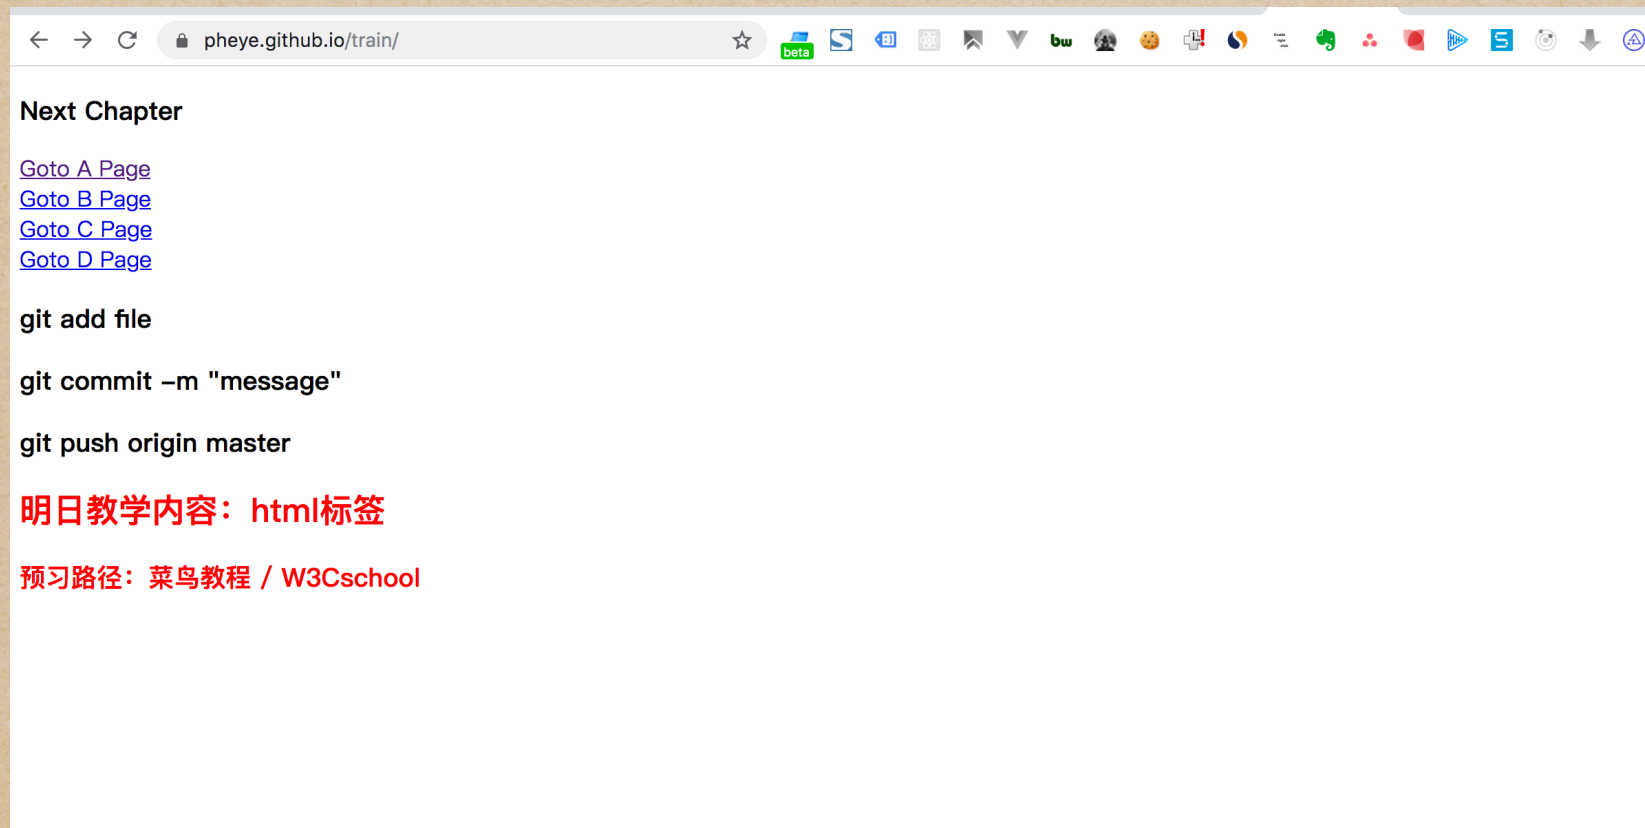 pheye.github.io/train/
beta
bw
Next Chapter
Goto A Page
Goto B Page
Goto C Page
Goto D Page
git add file
git commit -m "message"
git push origin master
明日教学内容：html标签
预习路径：菜鸟教程 / W3Cschool